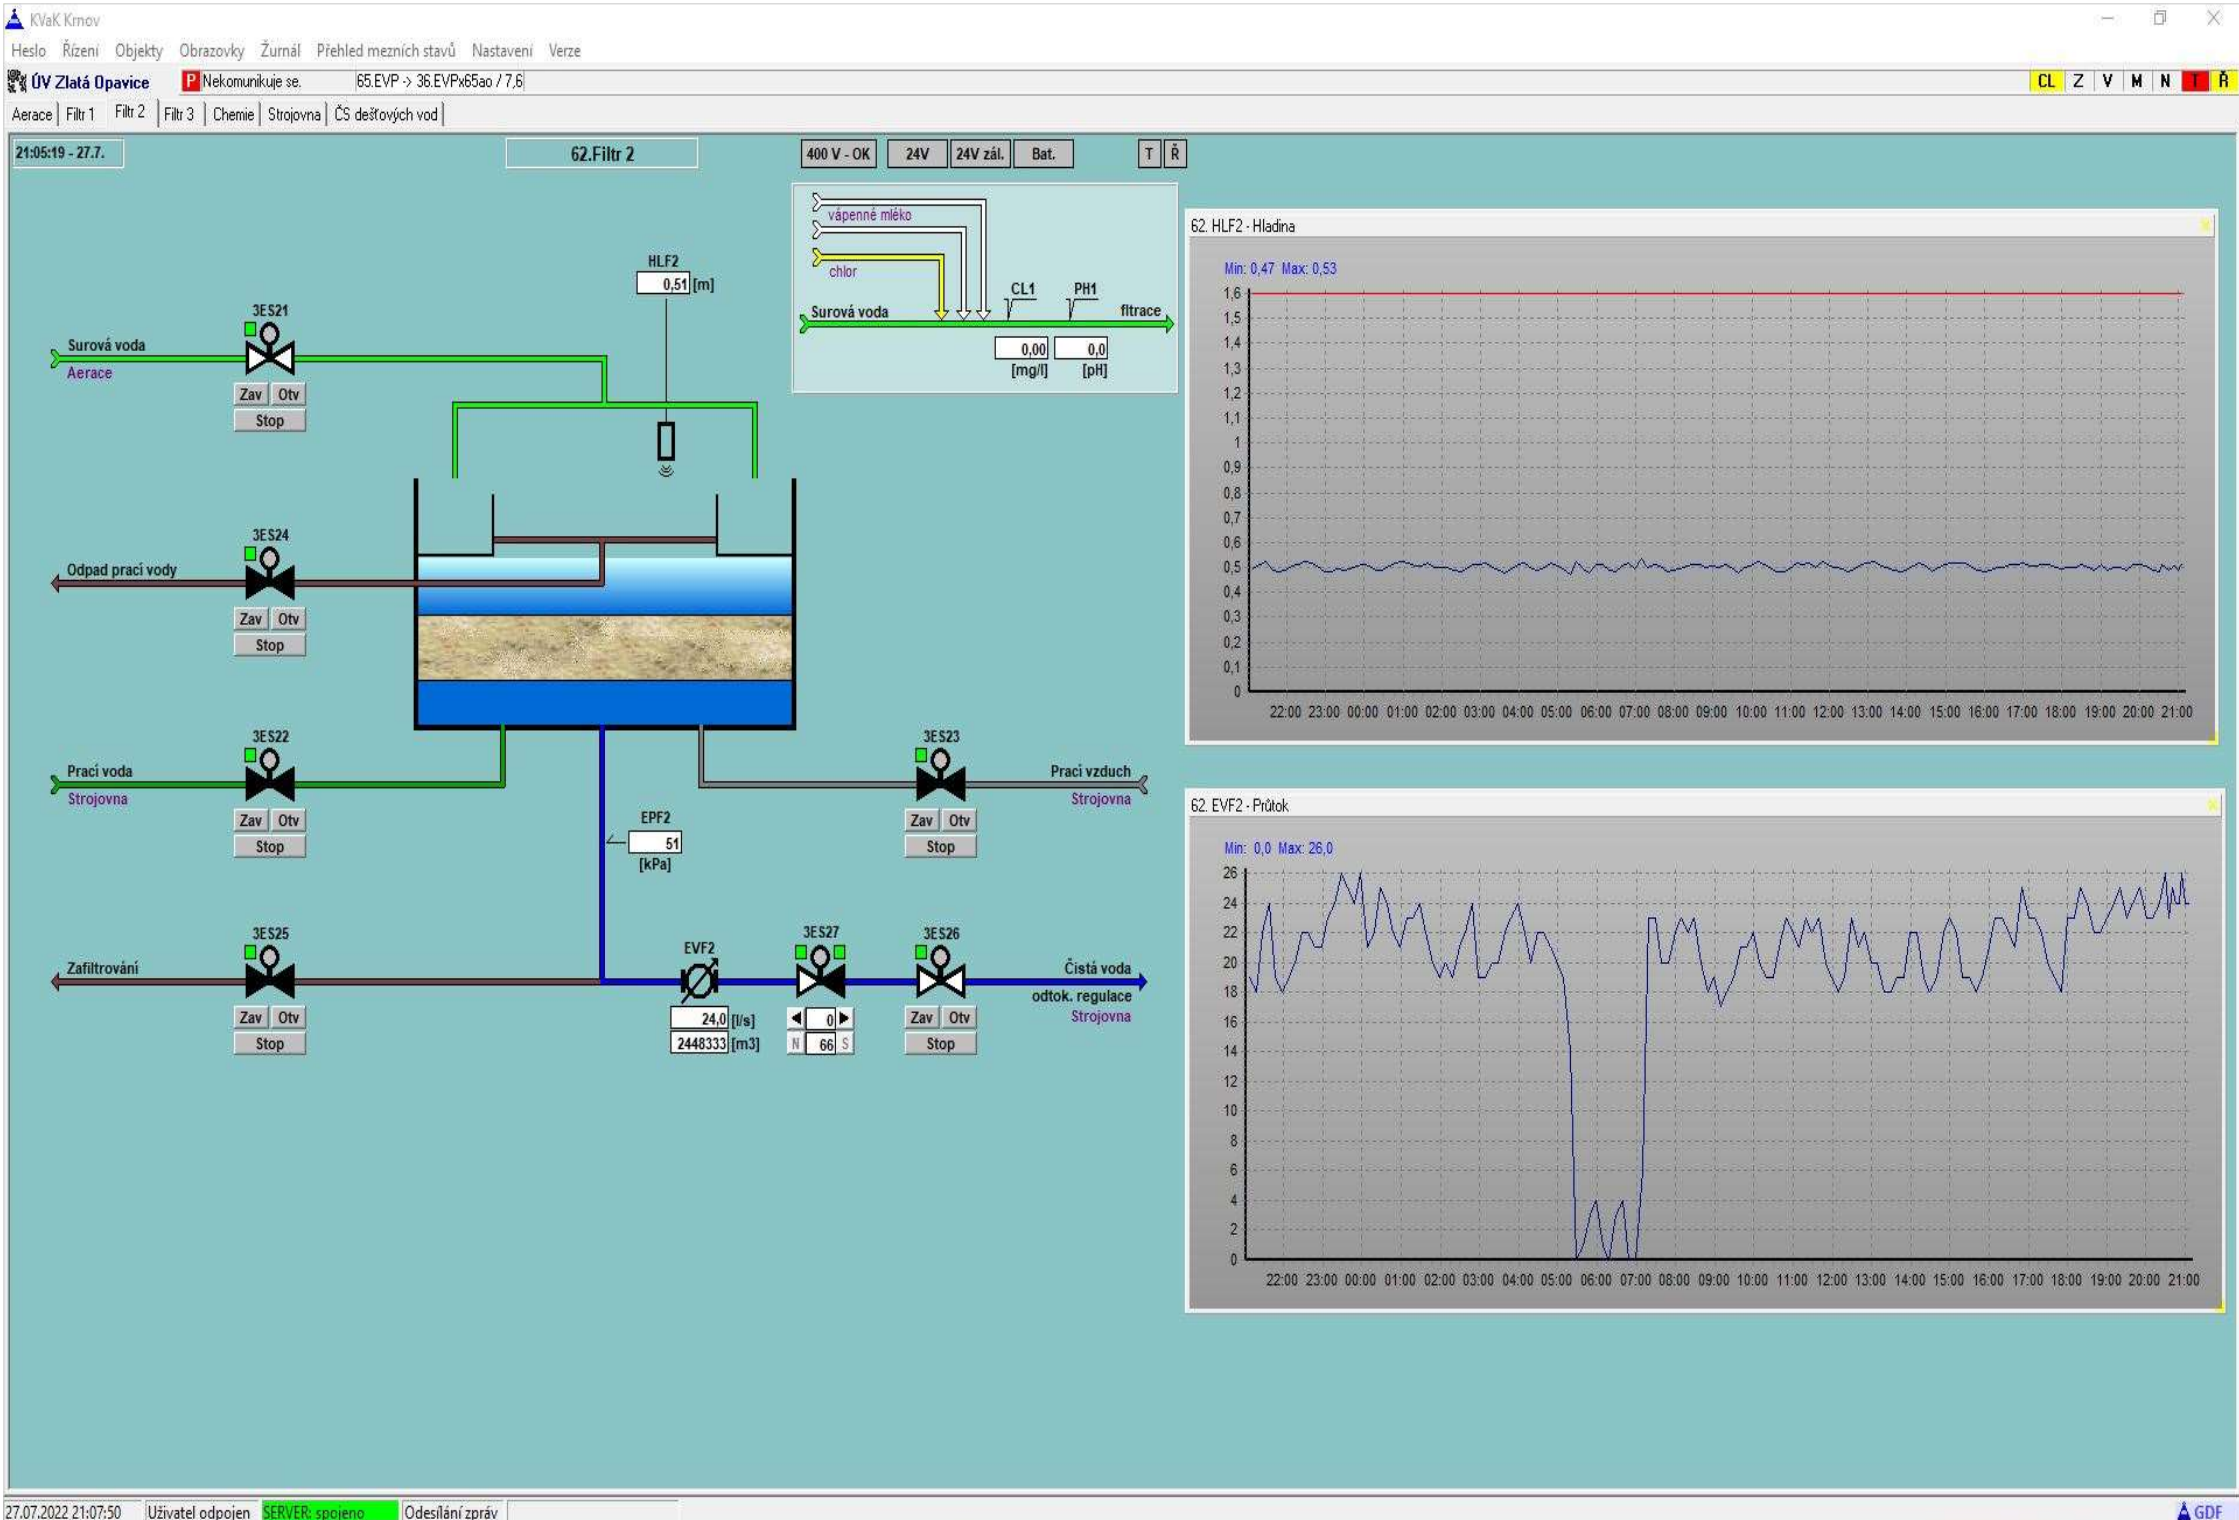 KVaK Krnov
Heslo Řízení Objekty Obrazovky Žurnál Přehled mezních stavů Nastavení Verze
ÚV Zlatá Opavice P Nekomunikuje se. 65.EVP -> 36.EVPx65ao / 7,6 CL Z V M N T Ř
Aerace Filtr 1 Filtr 2 Filtr 3 Chemie Strojovna ČS dešťových vod
21:05:19 - 27.7. 62.Filtr 2 400 V - OK 24V 24V zál. Bat. T Ř
vápenné mléko
chlor
CL1 PH1
Surová voda fltrace
0,00 0,0
[mg/l] [pH]
HLF2
0,51 [m]
3ES21
Surová voda
Aerace
Zav Otv
Stop
3ES24
Odpad prací vody
Zav Otv
Stop
3ES22
Prací voda
Strojovna
Zav Otv
Stop
3ES23
Prací vzduch
Strojovna
Zav Otv
Stop
EPF2
51
[kPa]
3ES25
Zafiltrování
Zav Otv
Stop
EVF2
24,0 [l/s]
2448333 [m3]
3ES27
0
N 66 S
3ES26
Čistá voda
odtok. regulace
Strojovna
Zav Otv
Stop
62. HLF2 - Hladina
Min: 0,47 Max: 0,53
1,6
1,5
1,4
1,3
1,2
1,1
1
0,9
0,8
0,7
0,6
0,5
0,4
0,3
0,2
0,1
0
22:00 23:00 00:00 01:00 02:00 03:00 04:00 05:00 06:00 07:00 08:00 09:00 10:00 11:00 12:00 13:00 14:00 15:00 16:00 17:00 18:00 19:00 20:00 21:00
62. EVF2 - Průtok
Min: 0,0 Max: 26,0
26
24
22
20
18
16
14
12
10
8
6
4
2
0
22:00 23:00 00:00 01:00 02:00 03:00 04:00 05:00 06:00 07:00 08:00 09:00 10:00 11:00 12:00 13:00 14:00 15:00 16:00 17:00 18:00 19:00 20:00 21:00
27.07.2022 21:07:50 Uživatel odpojen SERVER: spojeno Odesílání zpráv GDF